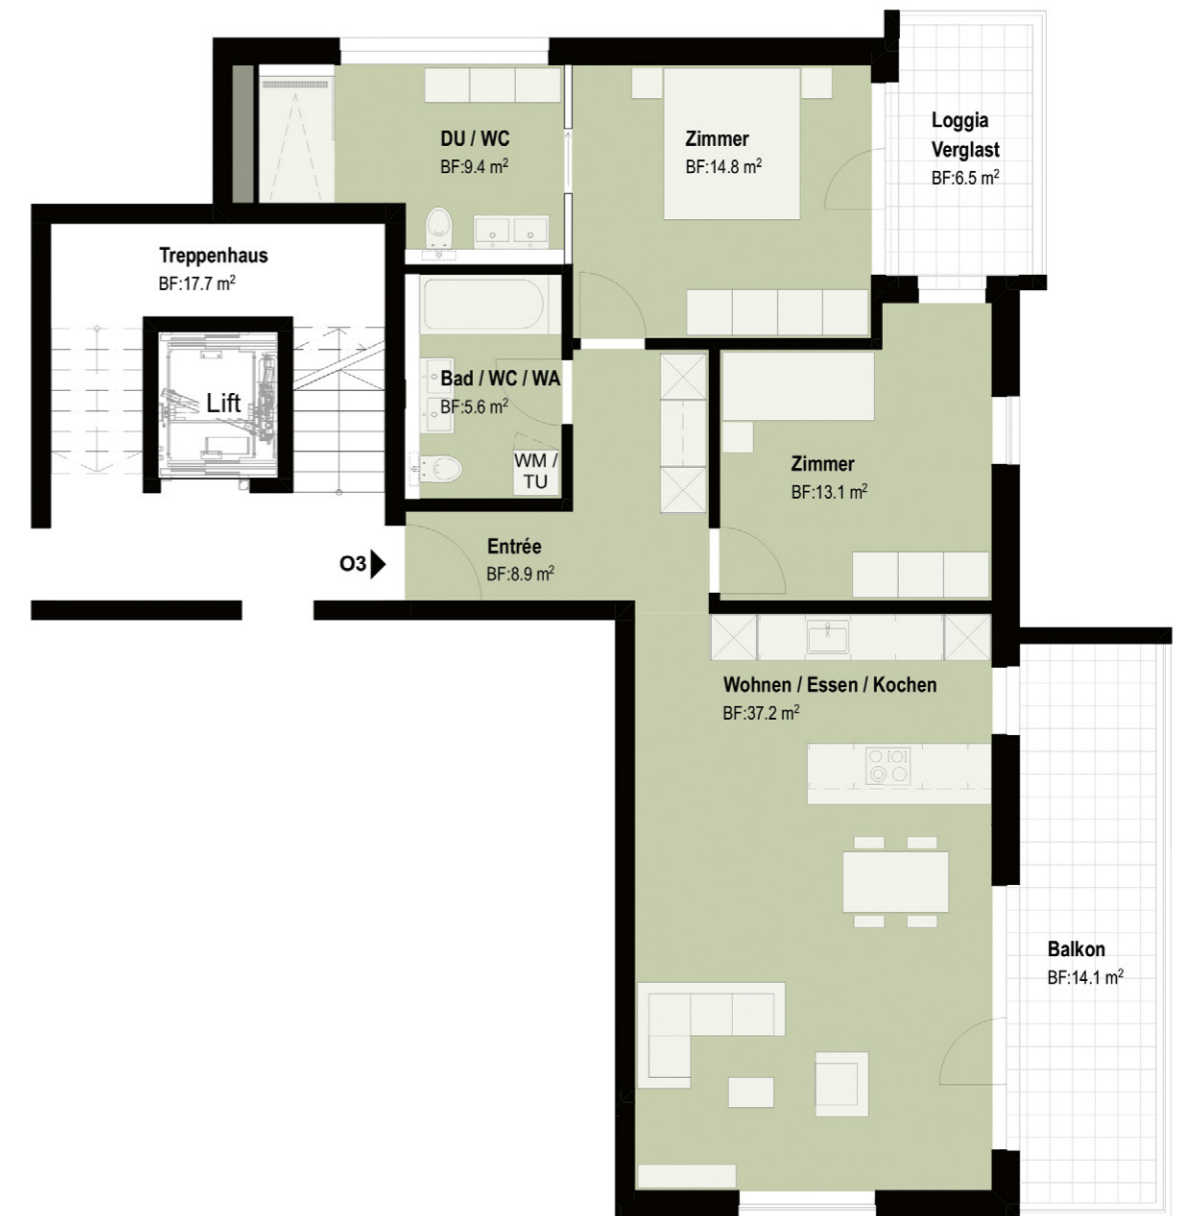 DU / WC
BF:9.4 m²
Zimmer
BF:14.8 m²
Loggia
Verglast
BF:6.5 m²
Treppenhaus
BF:17.7 m²
Lift
Bad / WC / WA
BF:5.6 m²
WM /
TU
Zimmer
BF:13.1 m²
Entrée
BF:8.9 m²
O3
Wohnen / Essen / Kochen
BF:37.2 m²
Balkon
BF:14.1 m²